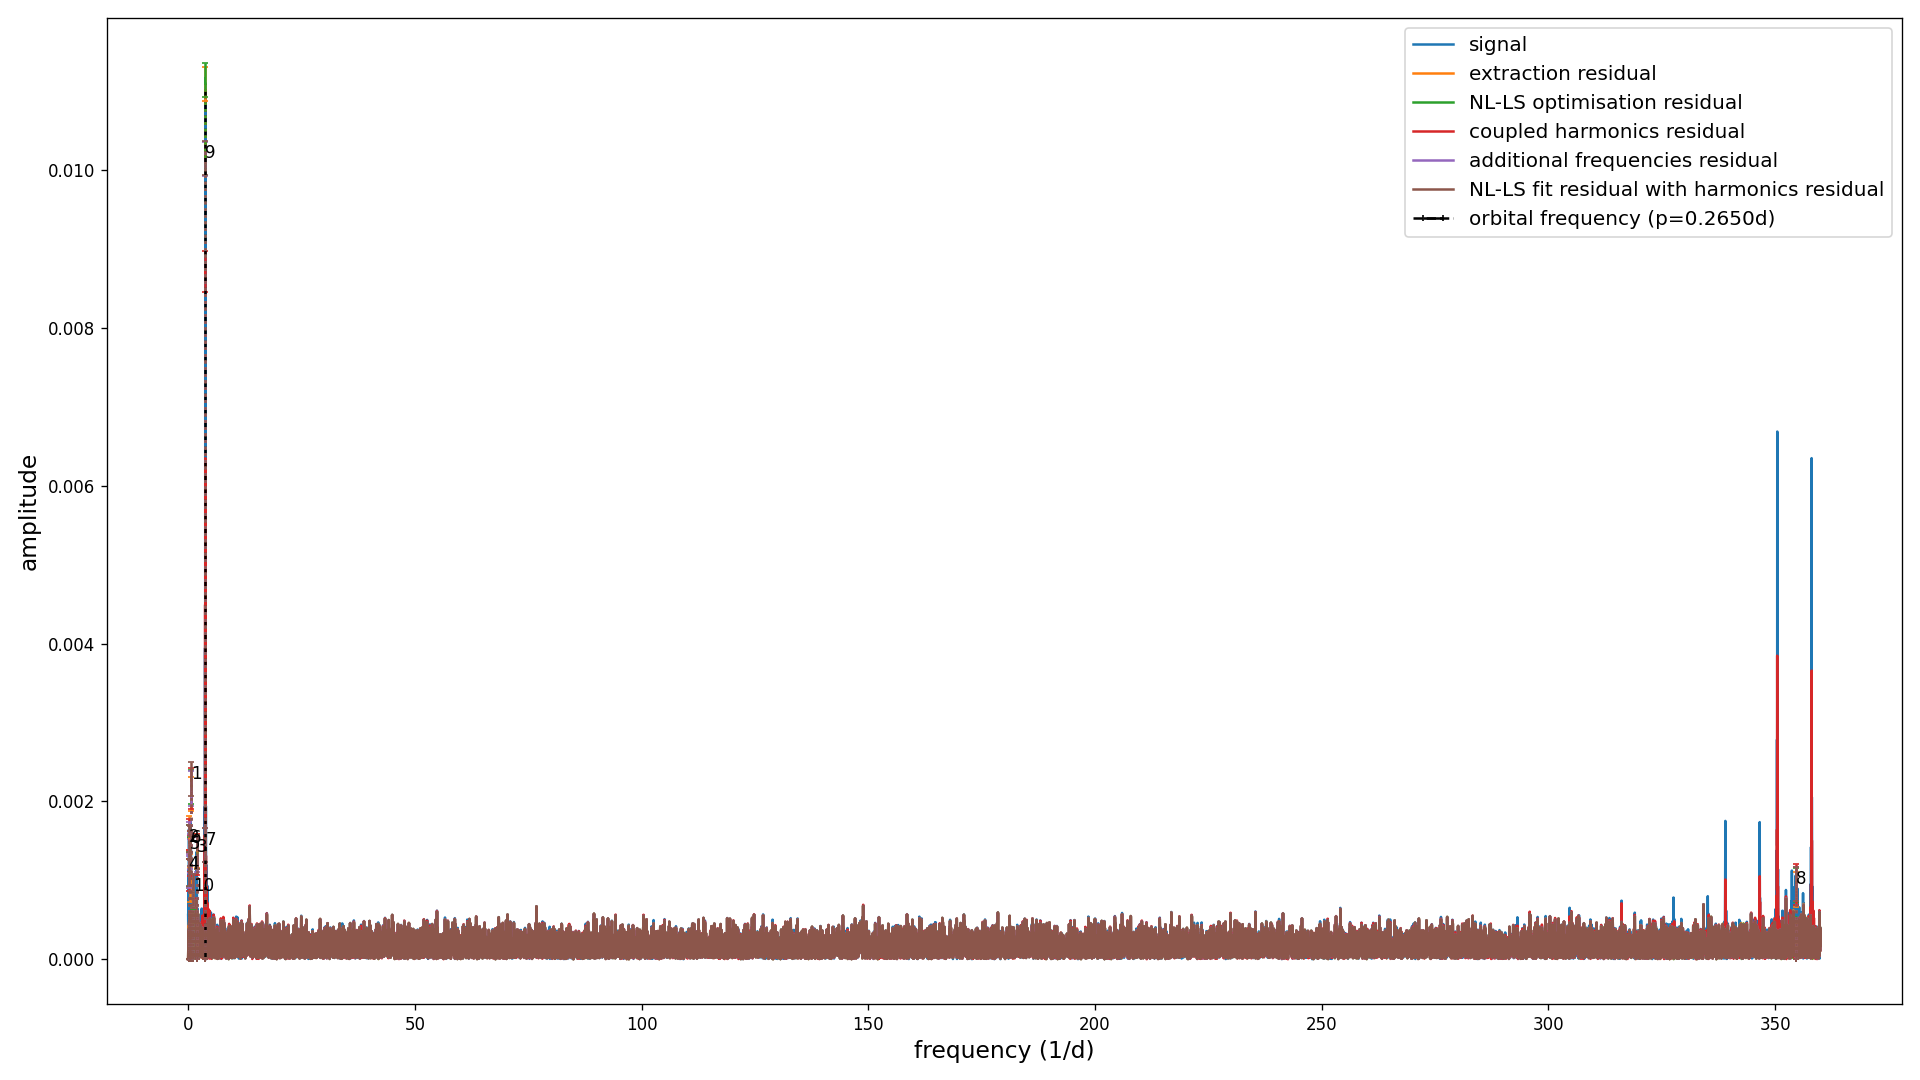 signal
extraction residual
NL-LS optimisation residual
coupled harmonics residual
additional frequencies residual
NL-LS fit residual with harmonics residual
orbital frequency (p=0.2650d)
amplitude
0.010
0.008
0.006
0.004
0.002
0.000
9
1
7
3
4
10
8
0
50
100
150
200
250
300
350
frequency (1/d)